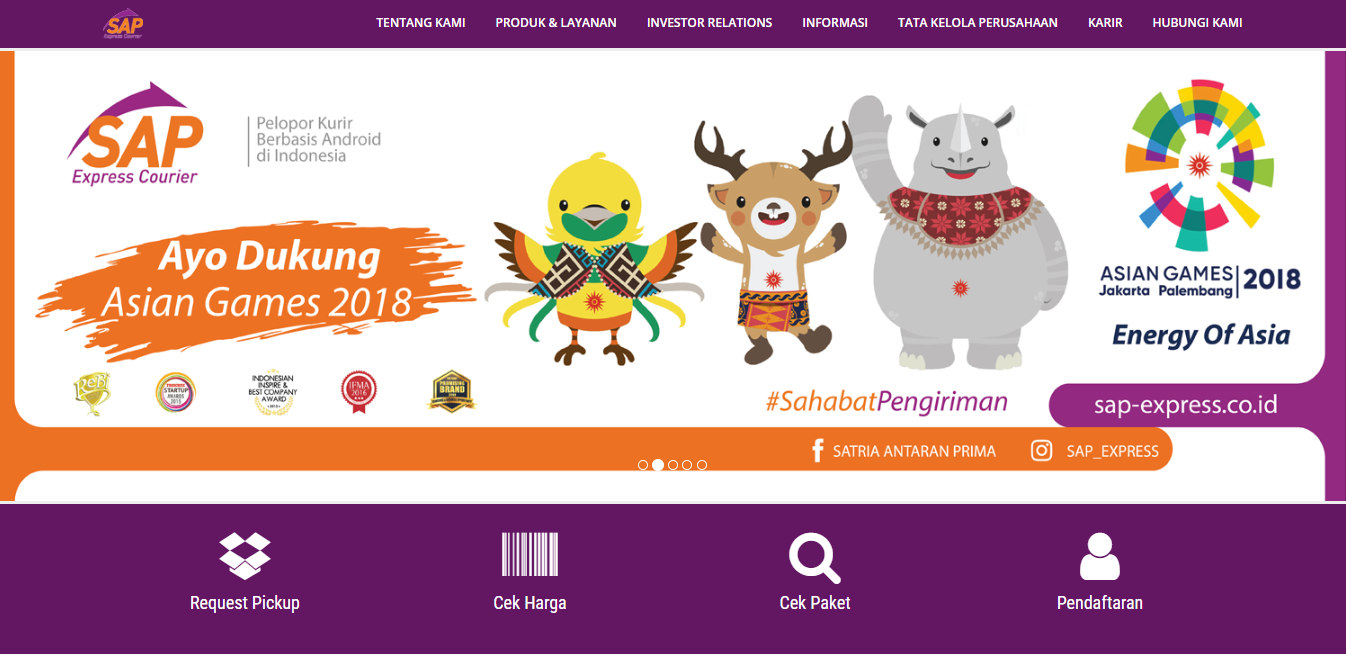 SAP
Express Courier
TENTANG KAMI
PRODUK & LAYANAN
INVESTOR RELATIONS
INFORMASI
TATA KELOLA PERUSAHAAN
KARIR
HUBUNGI KAMI
SAP
Express Courier
Pelopor Kurir
Berbasis Android
di Indonesia
Ayo Dukung
Asian Games 2018
ASIAN GAMES
Jakarta Palembang
2018
Energy Of Asia
ReBi
STARTUP
INDONESIAN
INSPIRE &
BEST COMPANY
AWARD
IFMA
2016
PROMISING
BRAND
#SahabatPengiriman
sap-express.co.id
SATRIA ANTARAN PRIMA
SAP_EXPRESS
Request Pickup
Cek Harga
Cek Paket
Pendaftaran